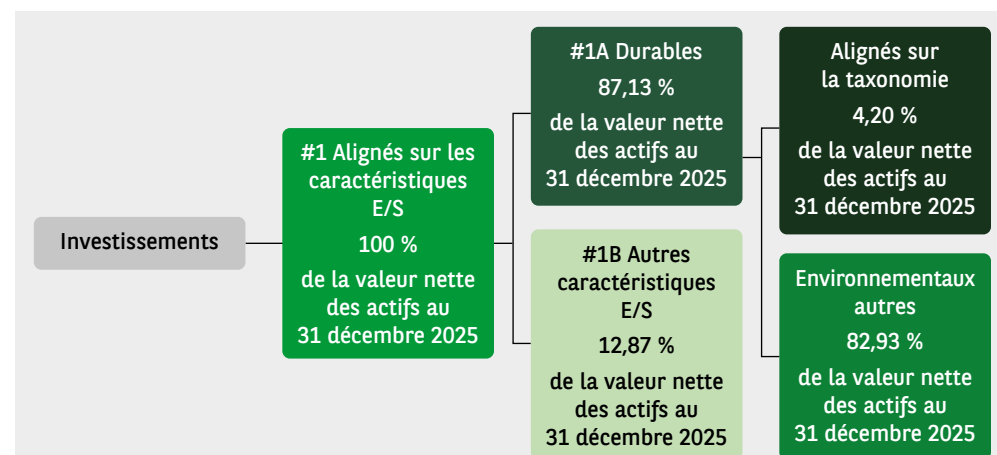 Investissements
#1 Alignés sur les
caractéristiques
E/S
100 %
de la valeur nette
des actifs au
31 décembre 2025
#1A Durables
87,13 %
de la valeur nette
des actifs au
31 décembre 2025
#1B Autres
caractéristiques
E/S
12,87 %
de la valeur nette
des actifs au
31 décembre 2025
Alignés sur
la taxonomie
4,20 %
de la valeur nette
des actifs au
31 décembre 2025
Environnementaux
autres
82,93 %
de la valeur nette
des actifs au
31 décembre 2025